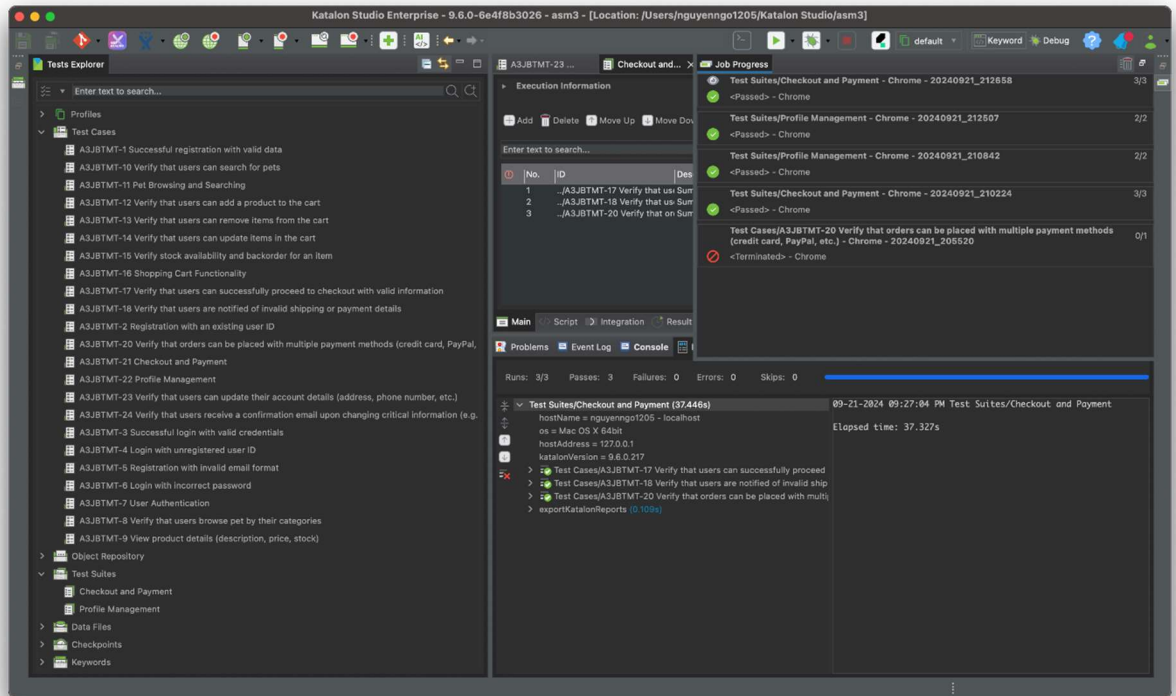 Katalon Studio Enterprise - 9.6.0-6e4f8b3026 - asm3 - [Location: /Users/nguyenngo1205/Katalon Studio/asm3]
default
Keyword
Debug
Tests Explorer
Enter text to search...
Profiles
Test Cases
A3JBTMT-1 Successful registration with valid data
A3JBTMT-10 Verify that users can search for pets
A3JBTMT-11 Pet Browsing and Searching
A3JBTMT-12 Verify that users can add a product to the cart
A3JBTMT-13 Verify that users can remove items from the cart
A3JBTMT-14 Verify that users can update items in the cart
A3JBTMT-15 Verify stock availability and backorder for an item
A3JBTMT-16 Shopping Cart Functionality
A3JBTMT-17 Verify that users can successfully proceed to checkout with valid information
A3JBTMT-18 Verify that users are notified of invalid shipping or payment details
A3JBTMT-2 Registration with an existing user ID
A3JBTMT-20 Verify that orders can be placed with multiple payment methods (credit card, PayPal,
A3JBTMT-21 Checkout and Payment
A3JBTMT-22 Profile Management
A3JBTMT-23 Verify that users can update their account details (address, phone number, etc.)
A3JBTMT-24 Verify that users receive a confirmation email upon changing critical information (e.g.
A3JBTMT-3 Successful login with valid credentials
A3JBTMT-4 Login with unregistered user ID
A3JBTMT-5 Registration with invalid email format
A3JBTMT-6 Login with incorrect password
A3JBTMT-7 User Authentication
A3JBTMT-8 Verify that users browse pet by their categories
A3JBTMT-9 View product details (description, price, stock)
Object Repository
Test Suites
Checkout and Payment
Profile Management
Data Files
Checkpoints
Keywords
A3JBTMT-23 ...
Checkout and...
Execution Information
Add
Delete
Move Up
Move Dov
Enter text to search...
No.
ID
Des
1 ../A3JBTMT-17 Verify that us Sum
2 ../A3JBTMT-18 Verify that us Sum
3 ../A3JBTMT-20 Verify that or Sum
Main
Script
Integration
Result
Job Progress
Test Suites/Checkout and Payment - Chrome - 20240921_212658
3/3
<Passed> - Chrome
Test Suites/Profile Management - Chrome - 20240921_212507
2/2
<Passed> - Chrome
Test Suites/Profile Management - Chrome - 20240921_210842
2/2
<Passed> - Chrome
Test Suites/Checkout and Payment - Chrome - 20240921_210224
3/3
<Passed> - Chrome
Test Cases/A3JBTMT-20 Verify that orders can be placed with multiple payment methods
(credit card, PayPal, etc.) - Chrome - 20240921_205520
0/1
<Terminated> - Chrome
Problems
Event Log
Console
Runs: 3/3
Passes: 3
Failures: 0
Errors: 0
Skips: 0
Test Suites/Checkout and Payment (37.446s)
hostName = nguyenngo1205 - localhost
os = Mac OS X 64bit
hostAddress = 127.0.0.1
katalonVersion = 9.6.0.217
Test Cases/A3JBTMT-17 Verify that users can successfully proceed
Test Cases/A3JBTMT-18 Verify that users are notified of invalid ship
Test Cases/A3JBTMT-20 Verify that orders can be placed with multi
exportKatalonReports (0.109s)
09-21-2024 09:27:04 PM Test Suites/Checkout and Payment
Elapsed time: 37.327s